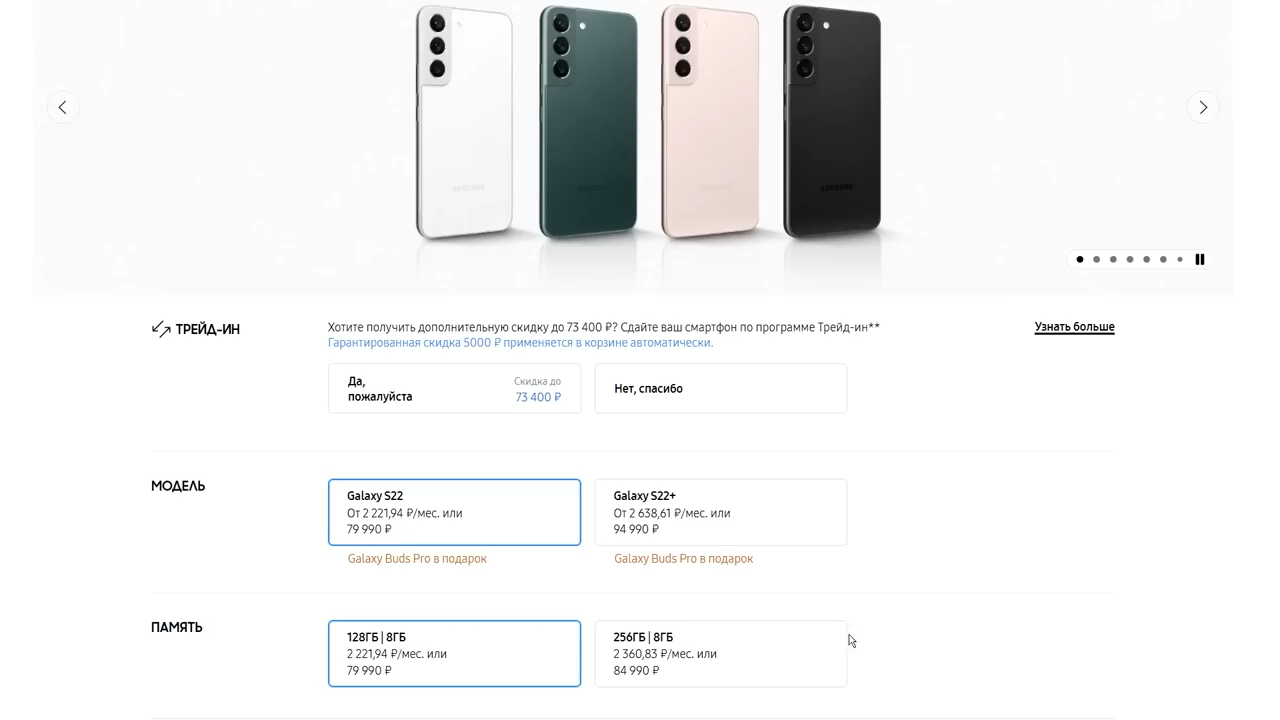 SAMSUNG
SAMSUNG
ТРЕЙД-ИН
Хотите получить дополнительную скидку до 73 400 ₽? Сдайте ваш смартфон по программе Трейд-ин**
Узнать больше
Гарантированная скидка 5000 ₽ применяется в корзине автоматически.
Да,
пожалуйста
Скидка до
73 400 ₽
Нет, спасибо
МОДЕЛЬ
Galaxy S22
От 2 221,94 ₽/мес. или
79 990 ₽
Galaxy Buds Pro в подарок
Galaxy S22+
От 2 638,61 ₽/мес. или
94 990 ₽
Galaxy Buds Pro в подарок
ПАМЯТЬ
128ГБ | 8ГБ
2 221,94 ₽/мес. или
79 990 ₽
256ГБ | 8ГБ
2 360,83 ₽/мес. или
84 990 ₽